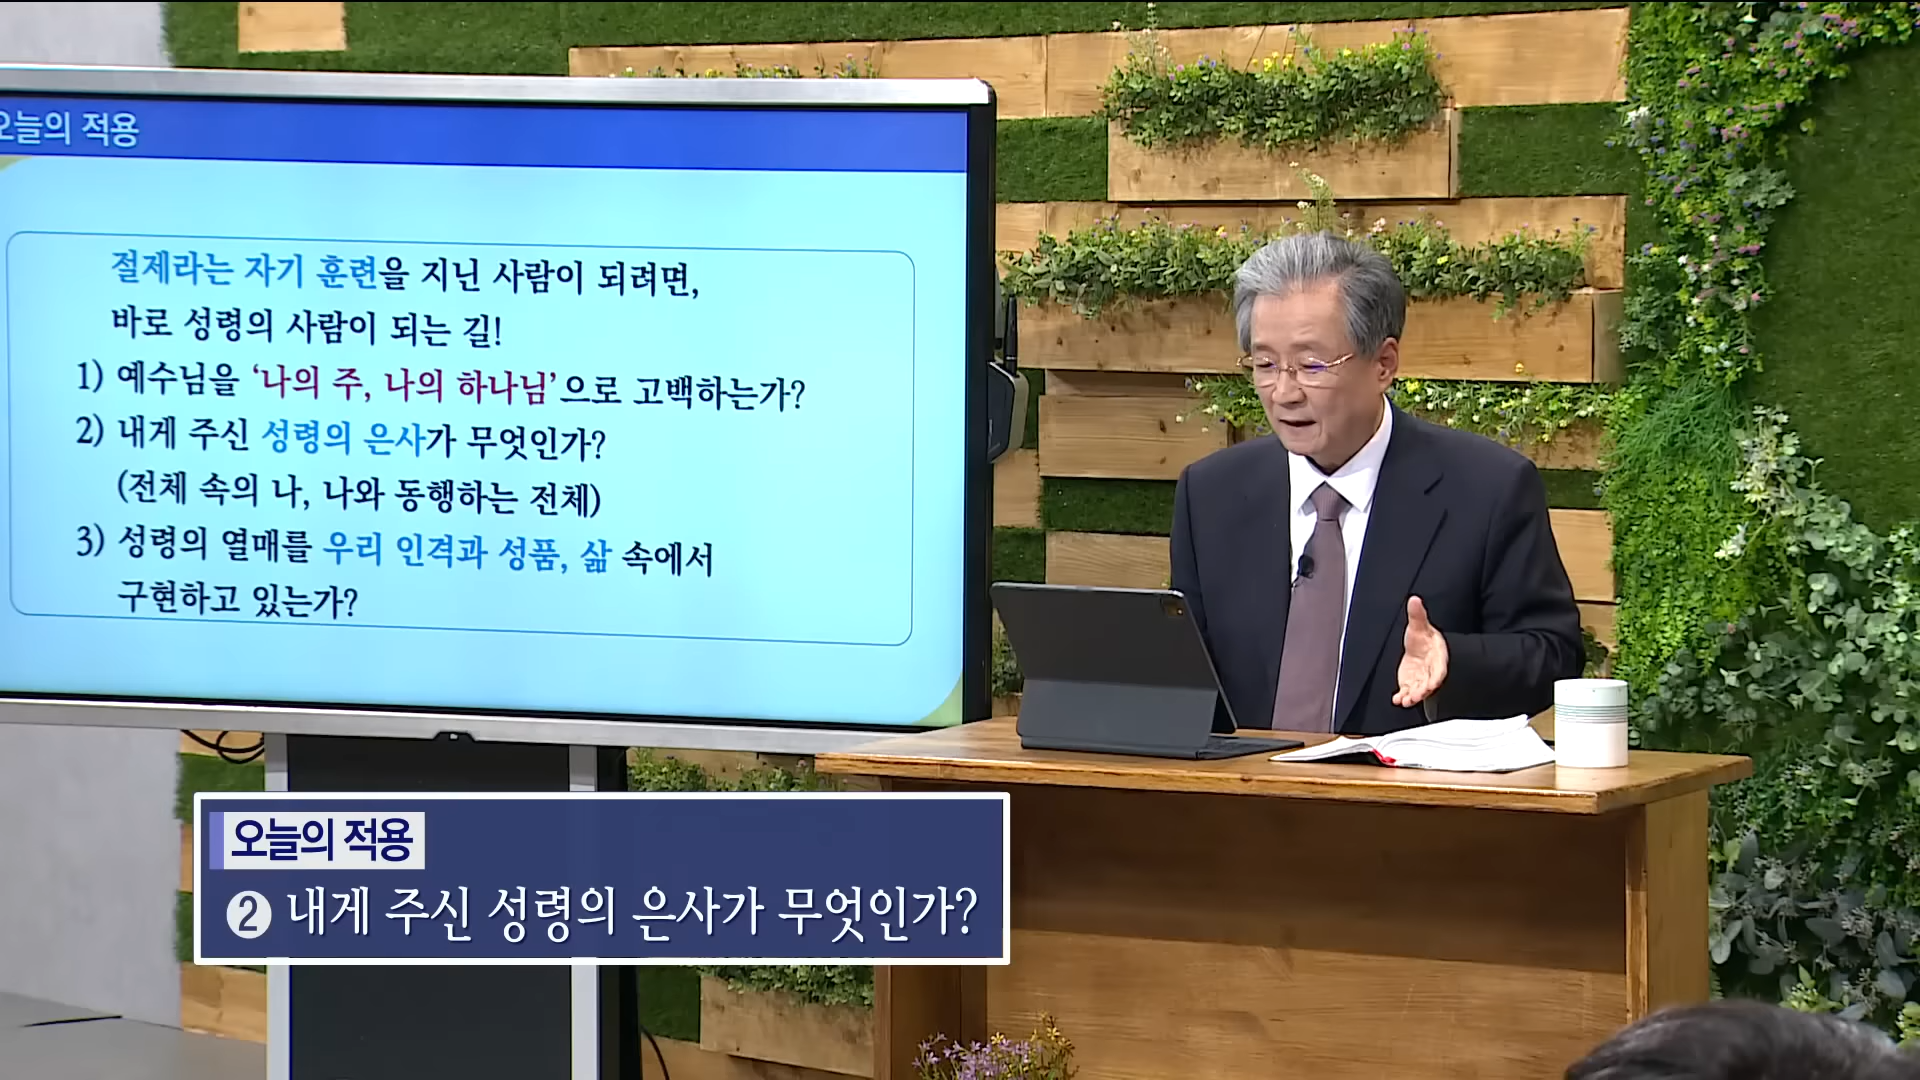 오늘의 적용
절제라는 자기 훈련을 지닌 사람이 되려면,
바로 성령의 사람이 되는 길!
1) 예수님을 ‘나의 주, 나의 하나님’으로 고백하는가?
2) 내게 주신 성령의 은사가 무엇인가?
(전체 속의 나, 나와 동행하는 전체)
3) 성령의 열매를 우리 인격과 성품, 삶 속에서
구현하고 있는가?
오늘의 적용
2 내게 주신 성령의 은사가 무엇인가?